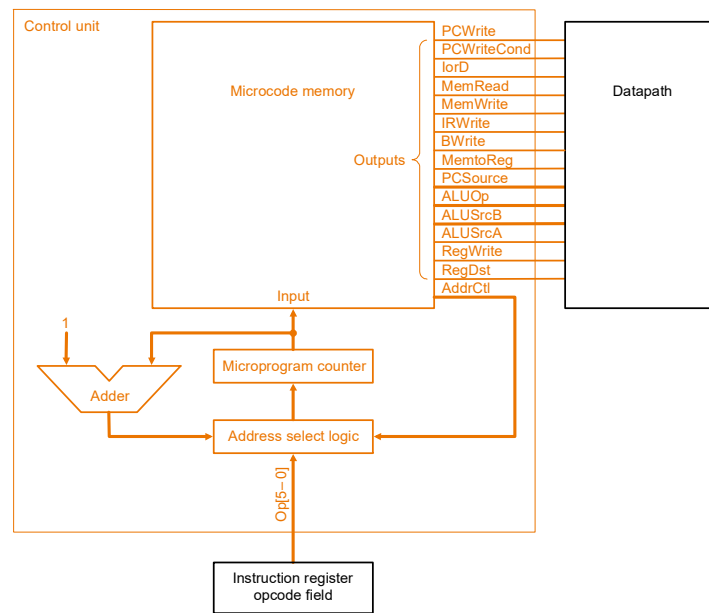 Control unit
Microcode memory
Outputs
Input
PCWrite
PCWriteCond
IorD
MemRead
MemWrite
IRWrite
BWrite
MemtoReg
PCSource
ALUOp
ALUSrcB
ALUSrcA
RegWrite
RegDst
AddrCtl
Datapath
1
Microprogram counter
Adder
Address select logic
Op[5–0]
Instruction register
opcode field